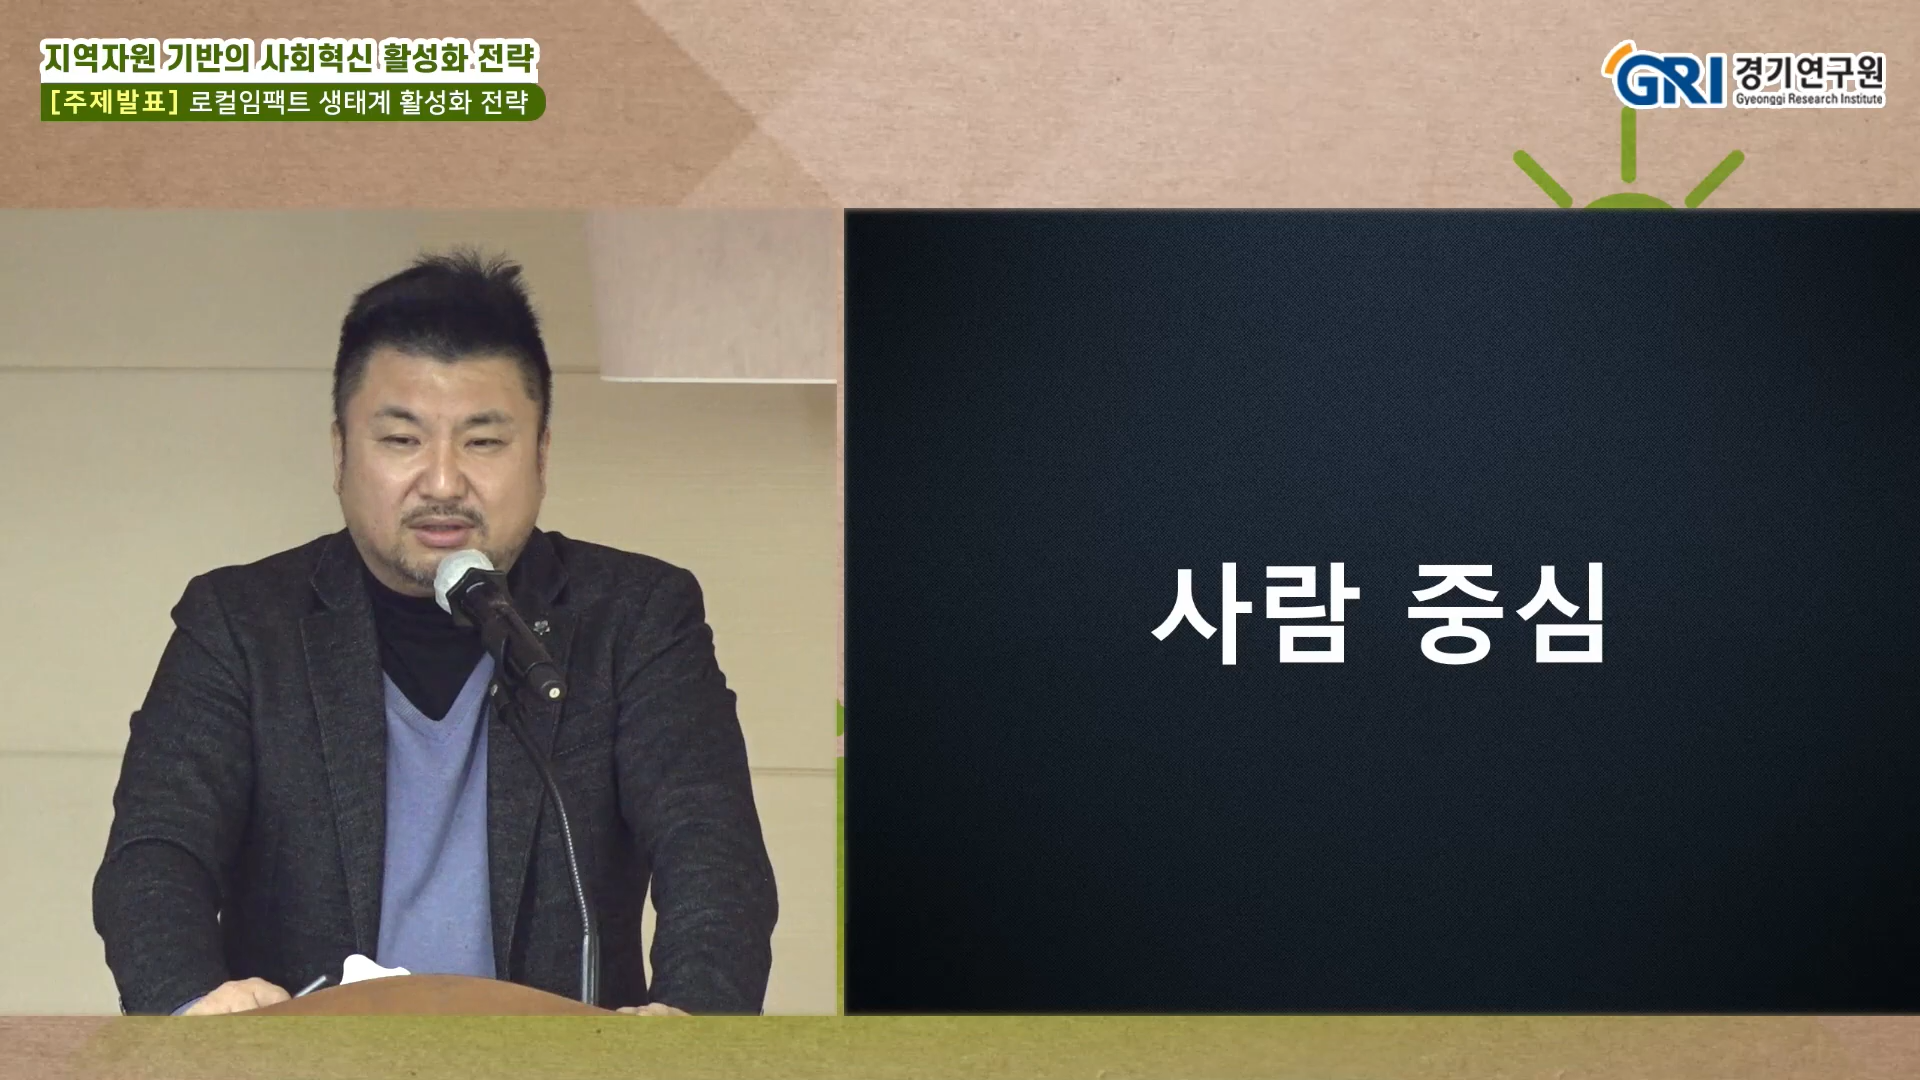 지역자원 기반의 사회혁신 활성화 전략
[주제발표] 로컬임팩트 생태계 활성화 전략
GRI 경기연구원
Gyeonggi Research Institute
사람 중심